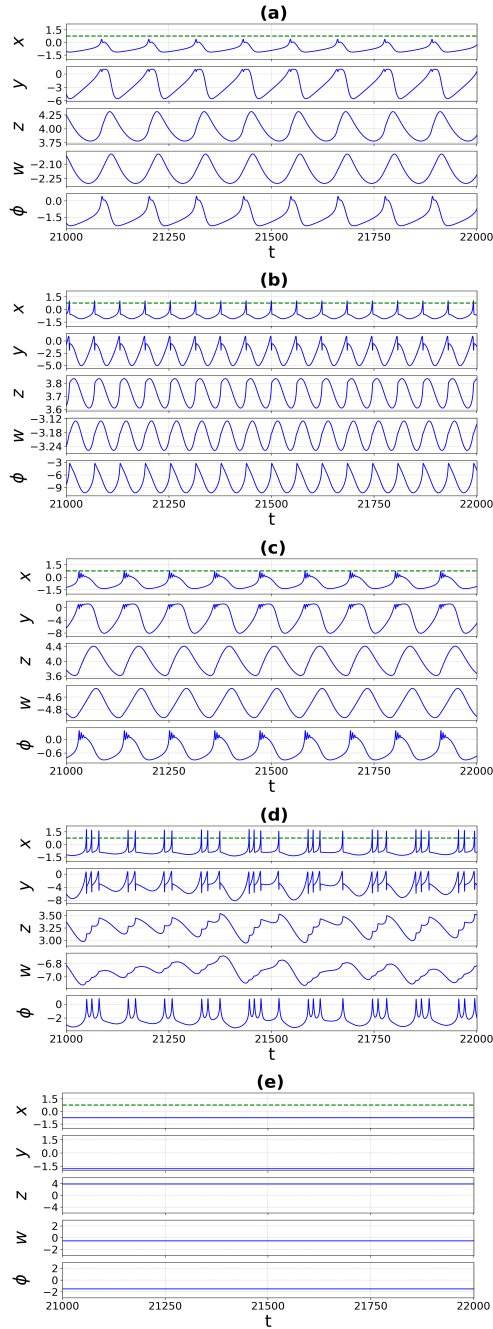 (a)
x 1.5 0.0 −1.5
y 0 −3 −6
z 4.25 4.00 3.75
w −2.10 −2.25
ϕ 0.0 −1.5
21000 21250 21500 21750 22000
t
(b)
x 1.5 0.0 −1.5
y 0.0 −2.5 −5.0
z 3.8 3.7 3.6
w −3.12 −3.18 −3.24
ϕ −3 −6 −9
21000 21250 21500 21750 22000
t
(c)
x 1.5 0.0 −1.5
y 0 −4 −8
z 4.4 4.0 3.6
w −4.6 −4.8
ϕ 0.0 −0.6
21000 21250 21500 21750 22000
t
(d)
x 1.5 0.0 −1.5
y 0 −4 −8
z 3.50 3.25 3.00
w −6.8 −7.0
ϕ 0 −2
21000 21250 21500 21750 22000
t
(e)
x 1.5 0.0 −1.5
y 1.5 0.0 −1.5
z 4 0 −4
w 2 0 −2
ϕ 2 0 −2
21000 21250 21500 21750 22000
t